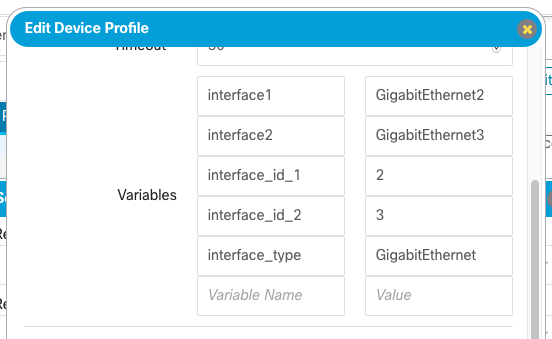 Edit Device Profile
Timeout 30
interface1 GigabitEthernet2
interface2 GigabitEthernet3
interface_id_1 2
Variables
interface_id_2 3
interface_type GigabitEthernet
Variable Name Value